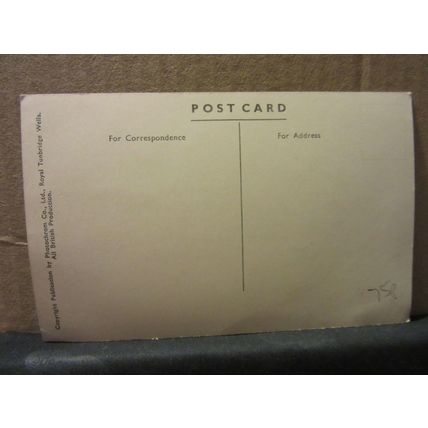 POST CARD
For Correspondence
For Address
Copyright Publication by Photochrom Co., Ltd., Royal Tunbridge Wells.
All British Production.